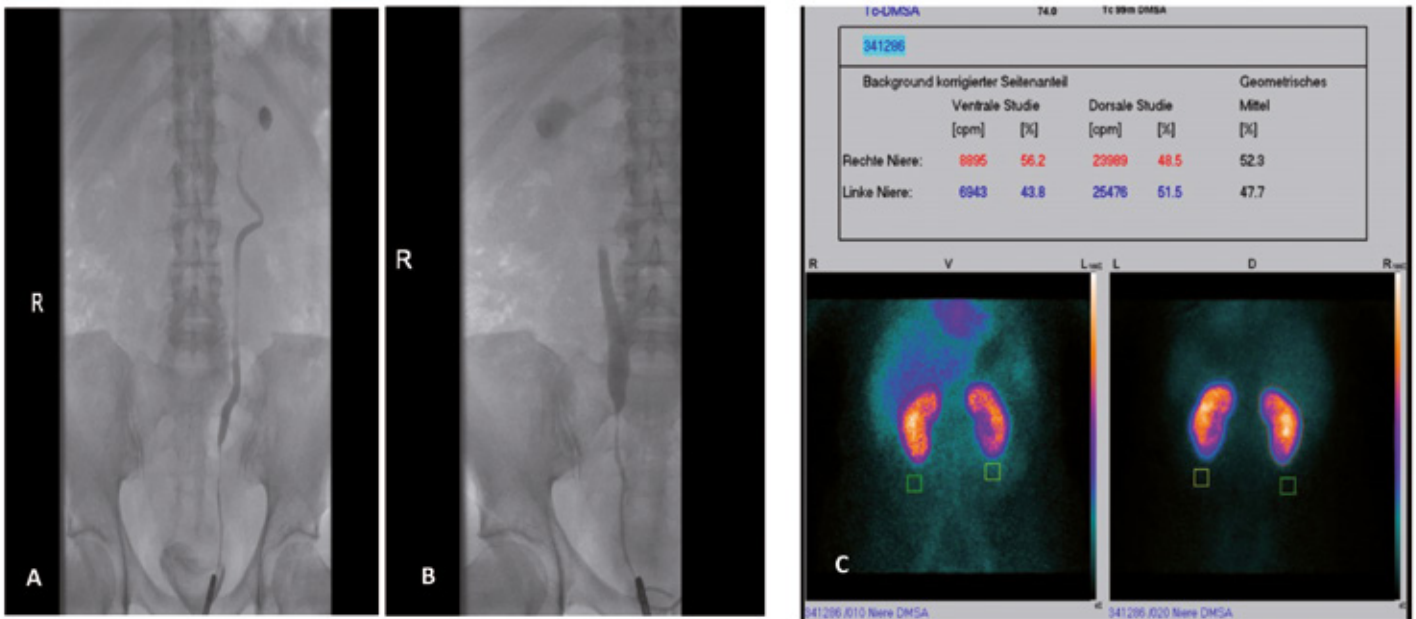 R
A
R
B
Tc-DMSA 74.0 Tc 99m DMSA
341286
Background korrigierter Seitenanteil Geometrisches
Ventrale Studie Dorsale Studie Mittel
[cpm] [%] [cpm] [%] [%]
Rechte Niere: 8895 56.2 23989 48.5 52.3
Linke Niere: 6943 43.8 25476 51.5 47.7
R V L L D R
C
341286 /010 Niere DMSA 341286 /020 Niere DMSA